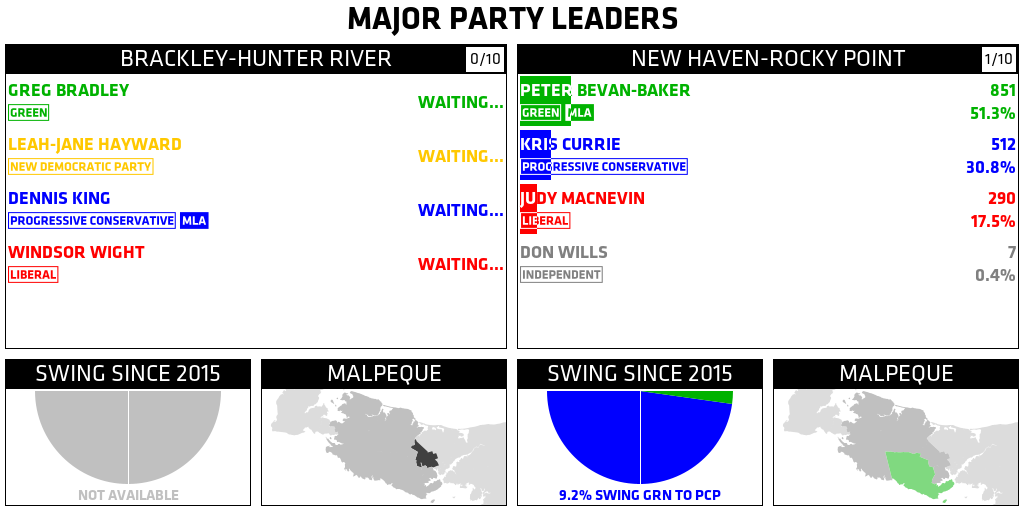 MAJOR PARTY LEADERS
BRACKLEY-HUNTER RIVER 0/10
GREG BRADLEY
GREEN
WAITING...
LEAH-JANE HAYWARD
NEW DEMOCRATIC PARTY
WAITING...
DENNIS KING
PROGRESSIVE CONSERVATIVE MLA
WAITING...
WINDSOR WIGHT
LIBERAL
WAITING...
NEW HAVEN-ROCKY POINT 1/10
PETER BEVAN-BAKER 851
GREEN MLA 51.3%
KRIS CURRIE 512
PROGRESSIVE CONSERVATIVE 30.8%
JUDY MACNEVIN 290
LIBERAL 17.5%
DON WILLS 7
INDEPENDENT 0.4%
SWING SINCE 2015
NOT AVAILABLE
MALPEQUE
SWING SINCE 2015
9.2% SWING GRN TO PCP
MALPEQUE